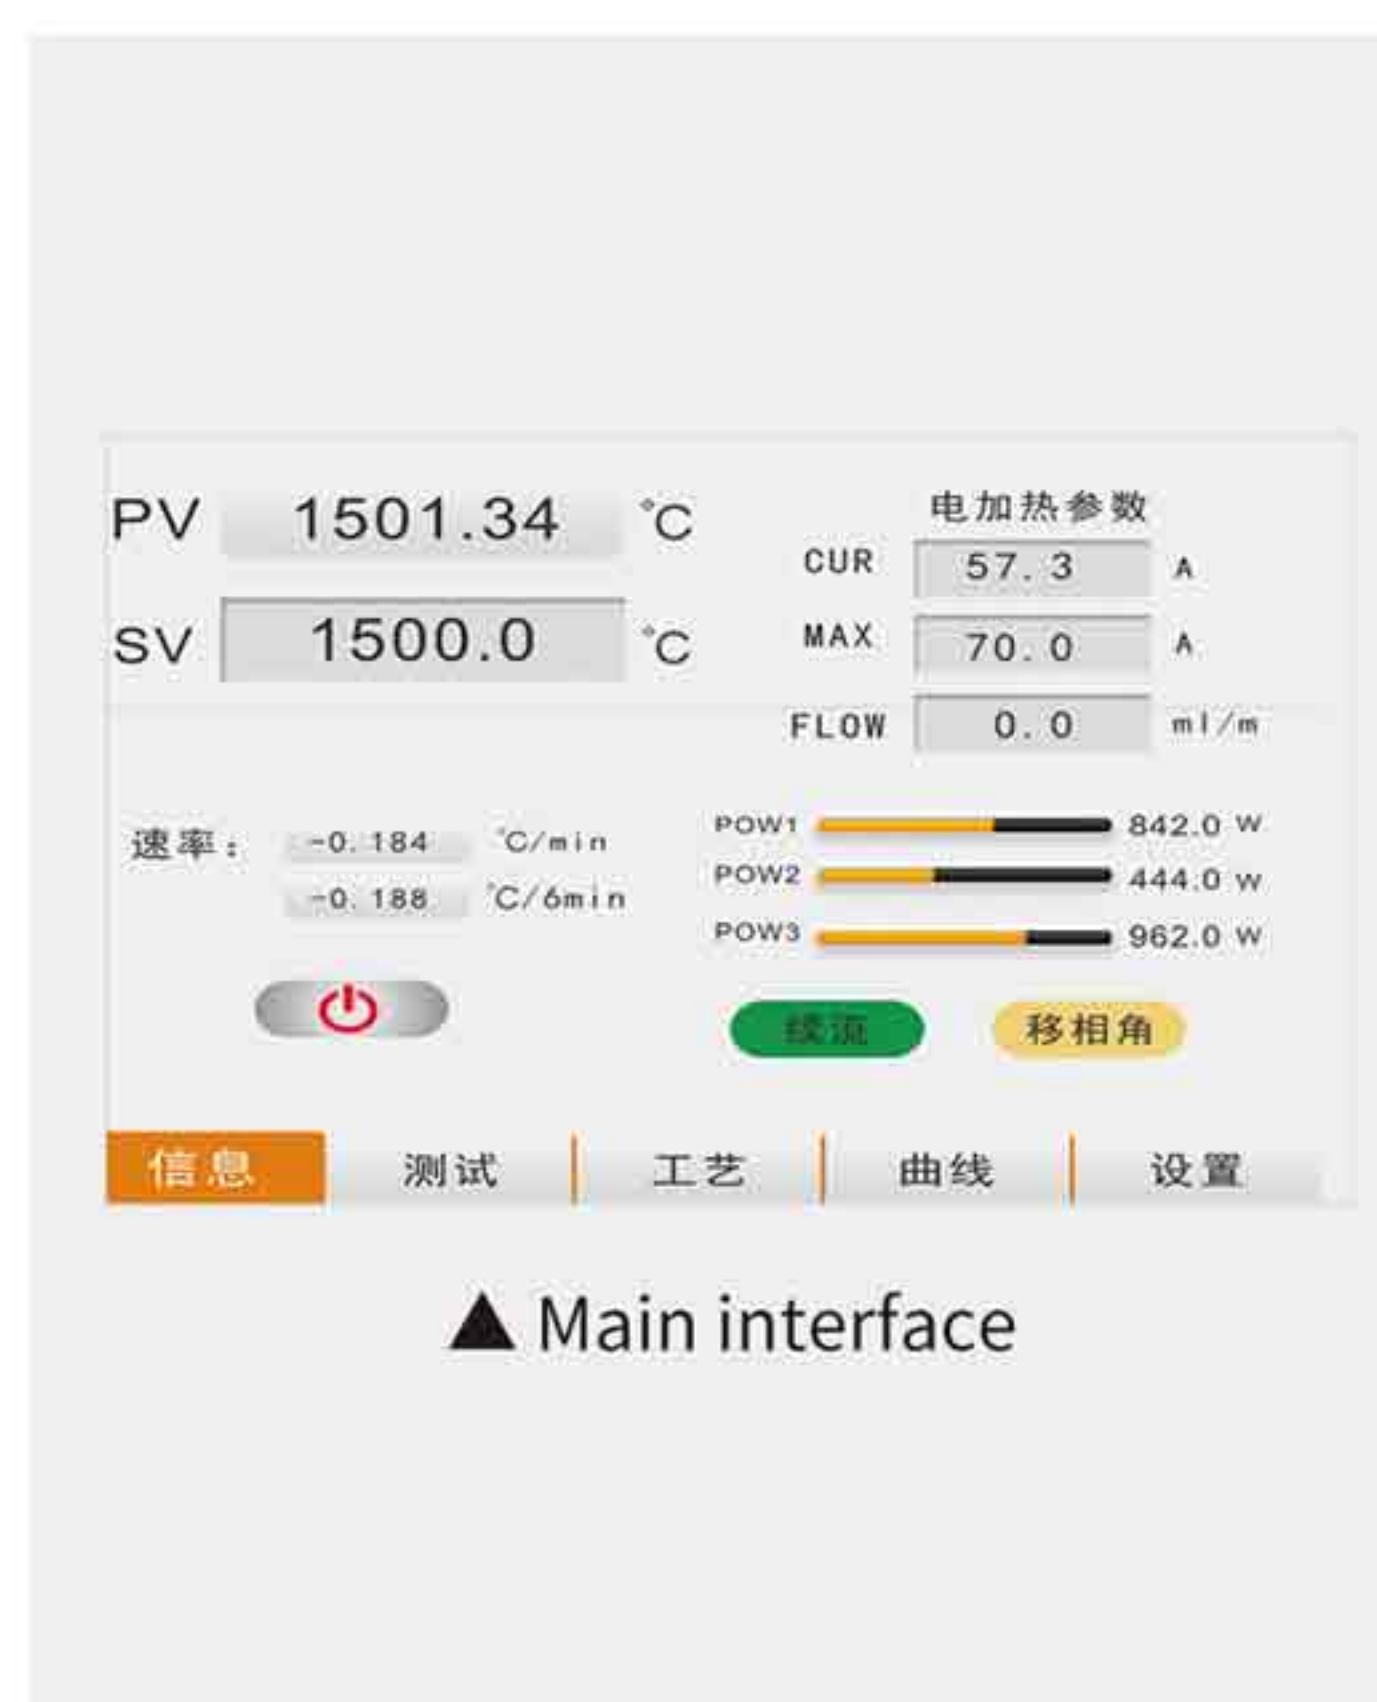 PV 1501.34 ℃
SV 1500.0 ℃
电加热参数
CUR 57.3 A
MAX 70.0 A
FLOW 0.0 ml/m
速率: -0.184 ℃/min
-0.188 ℃/6min
POW1 842.0 W
POW2 444.0 W
POW3 962.0 W
续流 移相角
信息 测试 工艺 曲线 设置
▲ Main interface